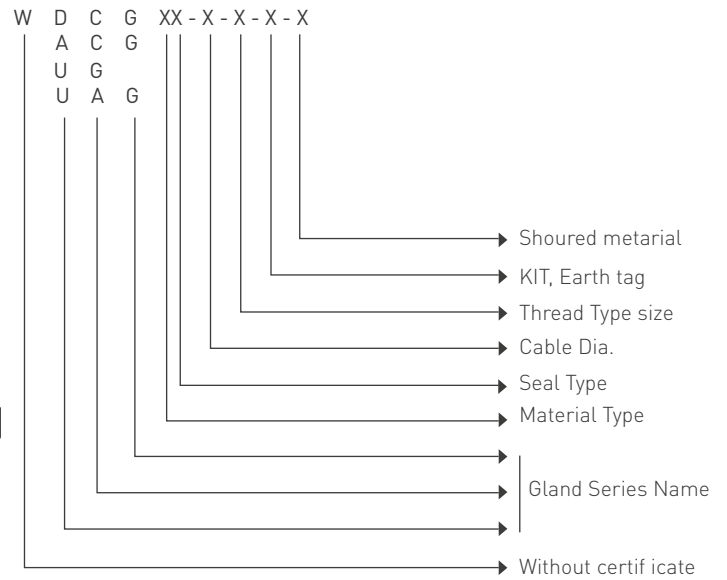 W D C C G XX - X - X - X - X
A C G
U G
U A G
Shoured metarial
KIT, Earth tag
Thread Type size
Cable Dia.
Seal Type
Material Type
Gland Series Name
Without certif icate